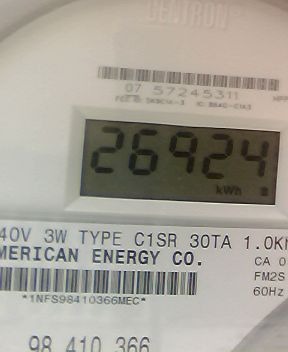 CENTRON
07 57245311
26924
kWh
40V 3W TYPE C1SR 30TA 1.0K
MERICAN ENERGY CO.
CA 0
FM2S
60Hz
*1NFS98410366MEC*
98 410 366